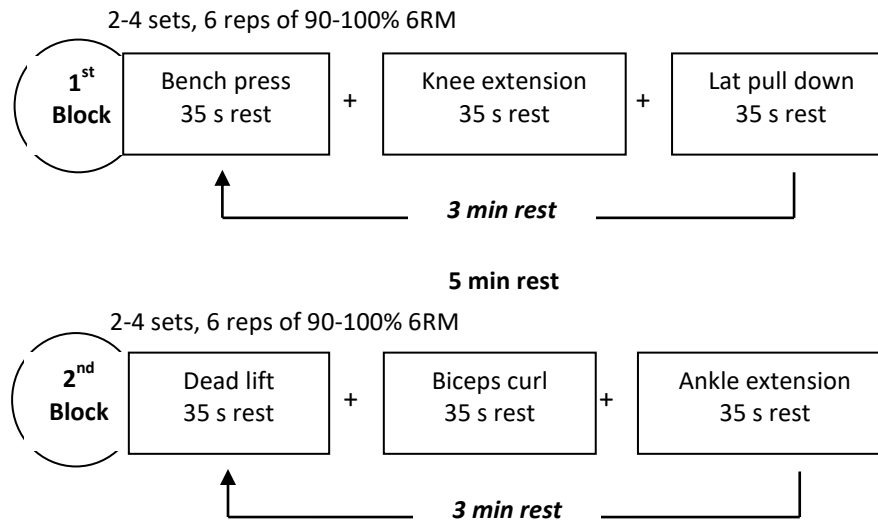 2-4 sets, 6 reps of 90-100% 6RM
1st
Block
Bench press
35 s rest
+
Knee extension
35 s rest
+
Lat pull down
35 s rest
3 min rest
5 min rest
2-4 sets, 6 reps of 90-100% 6RM
2nd
Block
Dead lift
35 s rest
+
Biceps curl
35 s rest
+
Ankle extension
35 s rest
3 min rest